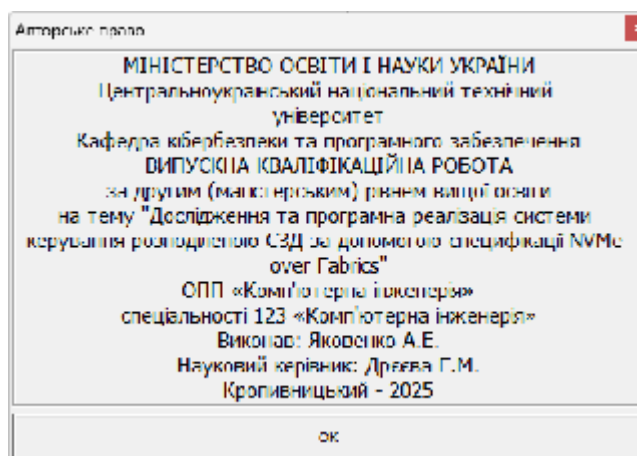 Авторське право
МІНІСТЕРСТВО ОСВІТИ І НАУКИ УКРАЇНИ
Центральноукраїнський національний технічний
університет
Кафедра кібербезпеки та програмного забезпечення
ВИПУСКНА КВАЛІФІКАЦІЙНА РОБОТА
за другим (магістерським) рівнем вищої освіти
на тему "Дослідження та програмна реалізація системи
керування розподіленою СЗД за допомогою специфікації NVMe
over Fabrics"
ОПП «Комп'ютерна інженерія»
спеціальності 123 «Комп'ютерна інженерія»
Виконав: Яковенко А.Е.
Науковий керівник: Дрєєва Г.М.
Кропивницький - 2025
ОК